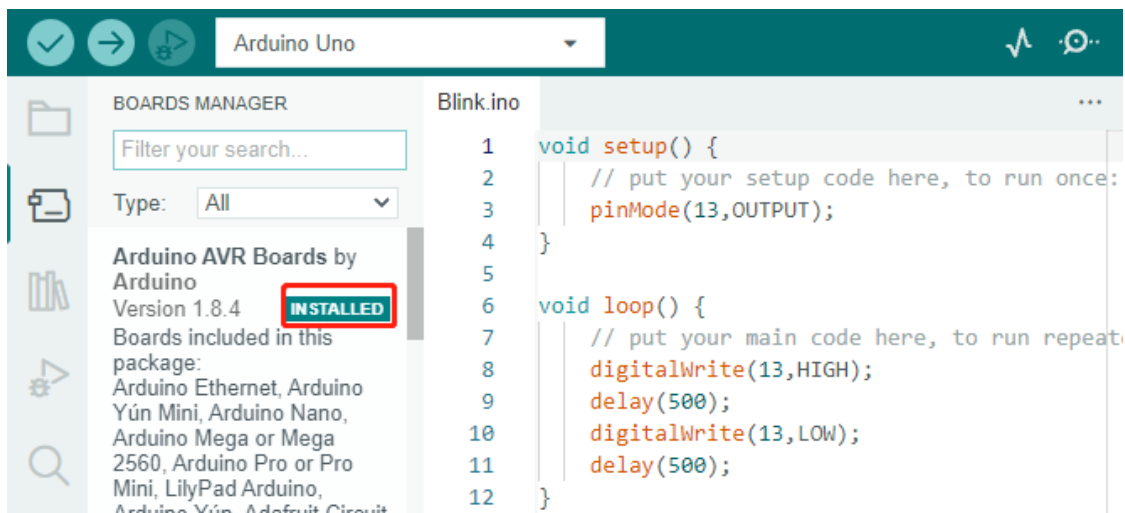 Arduino Uno
BOARDS MANAGER
Filter your search...
Type: All
Arduino AVR Boards by
Arduino
Version 1.8.4 INSTALLED
Boards included in this
package:
Arduino Ethernet, Arduino
Yún Mini, Arduino Nano,
Arduino Mega or Mega
2560, Arduino Pro or Pro
Mini, LilyPad Arduino,
Arduino Yún, Adafruit Circuit
Blink.ino
...
1 void setup() {
2 // put your setup code here, to run once:
3 pinMode(13,OUTPUT);
4 }
5
6 void loop() {
7 // put your main code here, to run repeat
8 digitalWrite(13,HIGH);
9 delay(500);
10 digitalWrite(13,LOW);
11 delay(500);
12 }